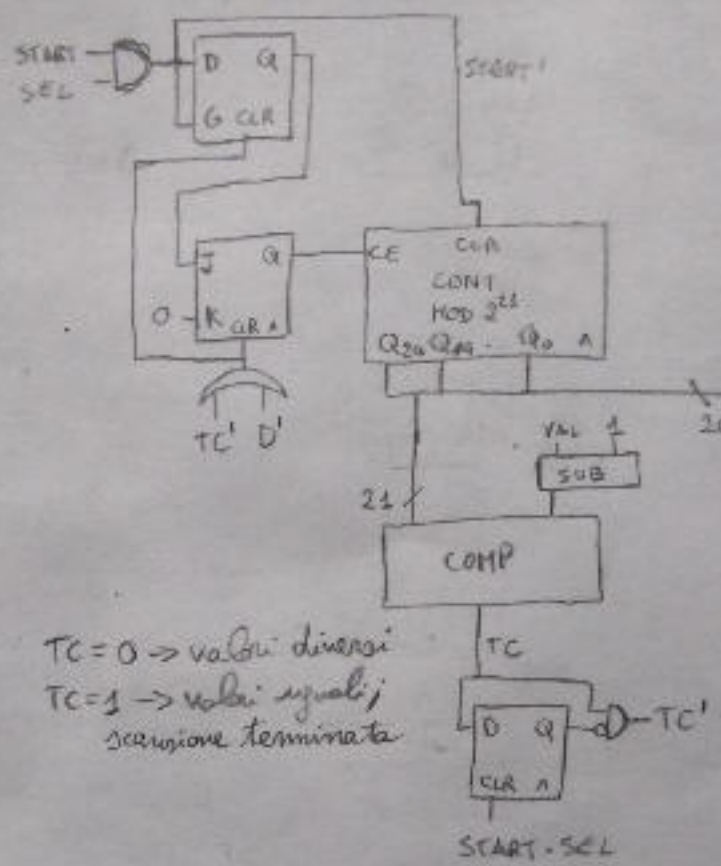 START
SEL
D Q
G CLR
START'
J Q
0 K CLR
CE CLR
CONT
MOD 2^21
Q20 Q19 . Q0
TC' D'
VAL 1
SUB
21
COMP
TC
TC = 0 -> valori diversi
TC = 1 -> valori uguali;
scansione terminata
D Q
TC'
CLR
START . SEL